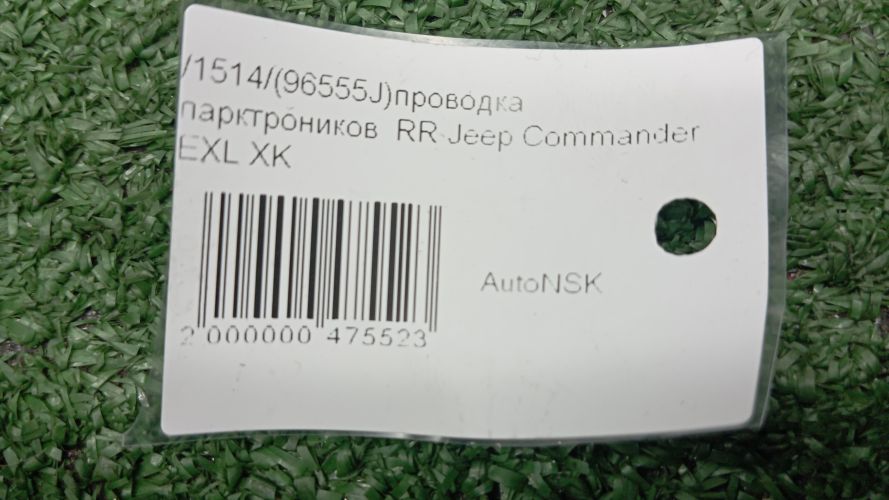 /1514/(96555J)проводка
парктроников RR Jeep Commander
EXL XK
AutoNSK
2 000000 475523